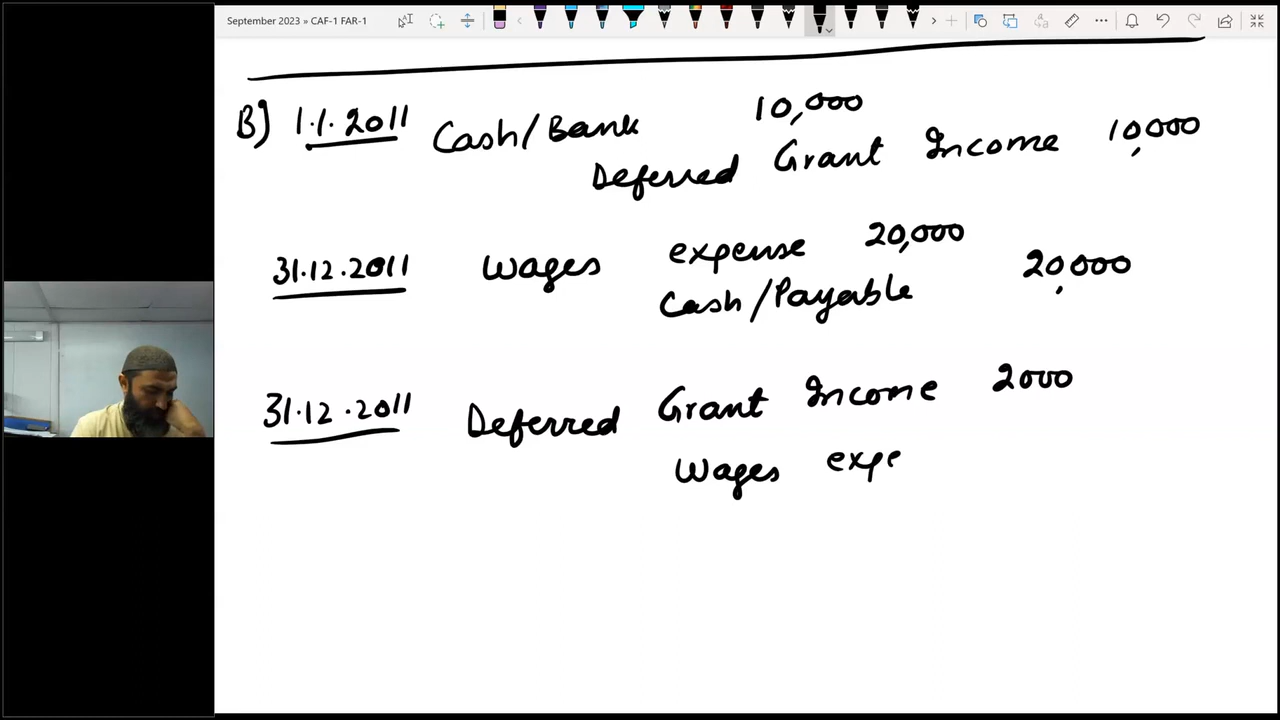 September 2023 » CAF-1 FAR-1
B) 1.1.2011 Cash/Bank 10,000
Deferred Grant Income 10,000
31.12.2011 Wages expense 20,000
Cash/Payable 20,000
31.12.2011 Deferred Grant Income 2000
Wages expe